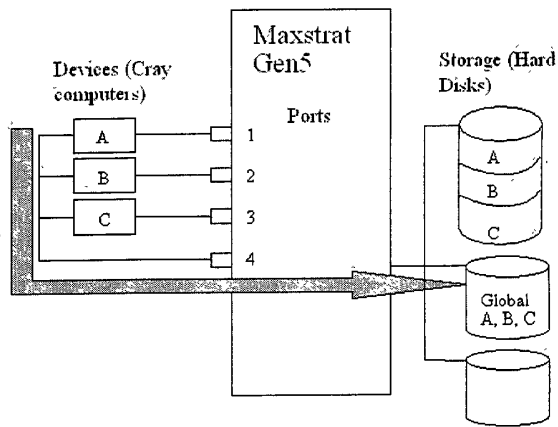 Maxstrat
Gen5
Devices (Cray
computers)
Storage (Hard
Disks)
Ports
A
1
B
2
C
3
4
A
B
C
Global
A, B, C